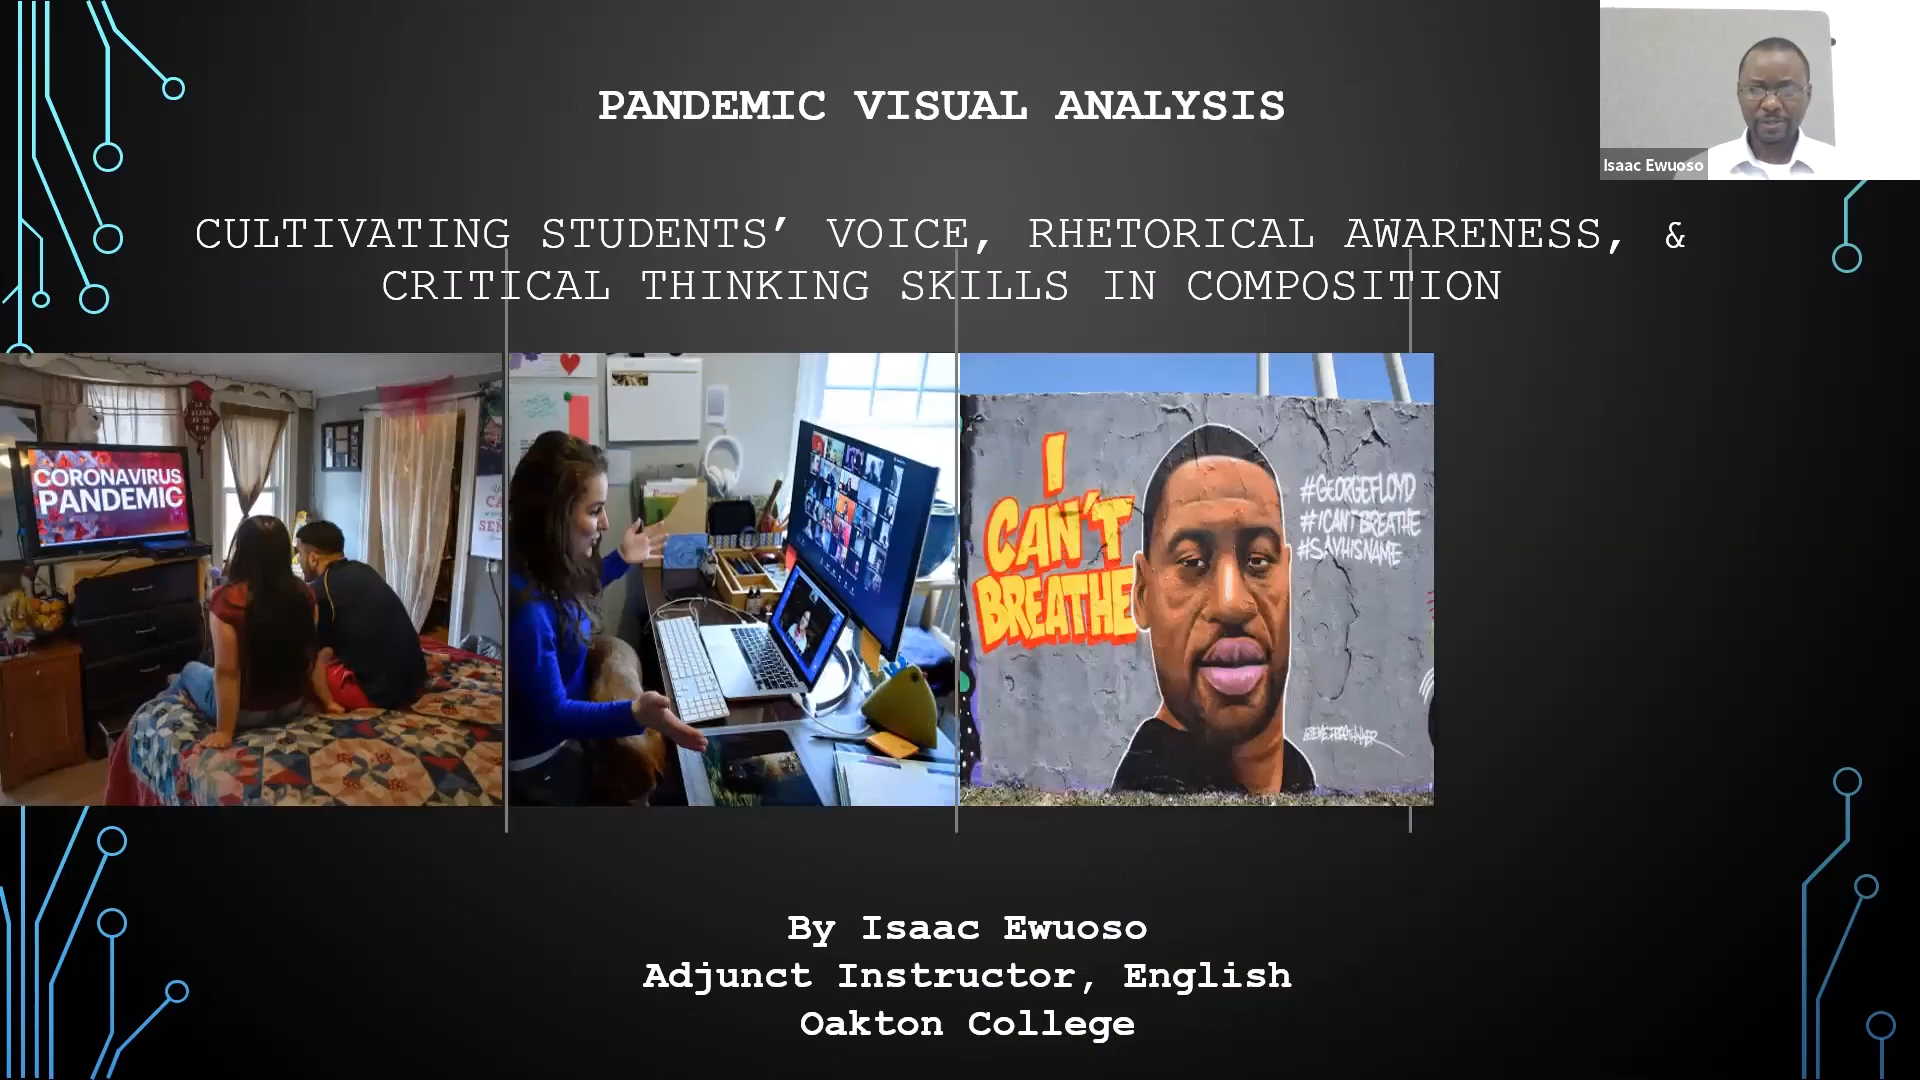 PANDEMIC VISUAL ANALYSIS
Isaac Ewuoso
CULTIVATING STUDENTS’ VOICE, RHETORICAL AWARENESS, &
CRITICAL THINKING SKILLS IN COMPOSITION
CORONAVIRUS
PANDEMIC
I
CAN'T
BREATHE
#GEORGEFLOYD
#ICANTBREATHE
#SAYHISNAME
By Isaac Ewuoso
Adjunct Instructor, English
Oakton College